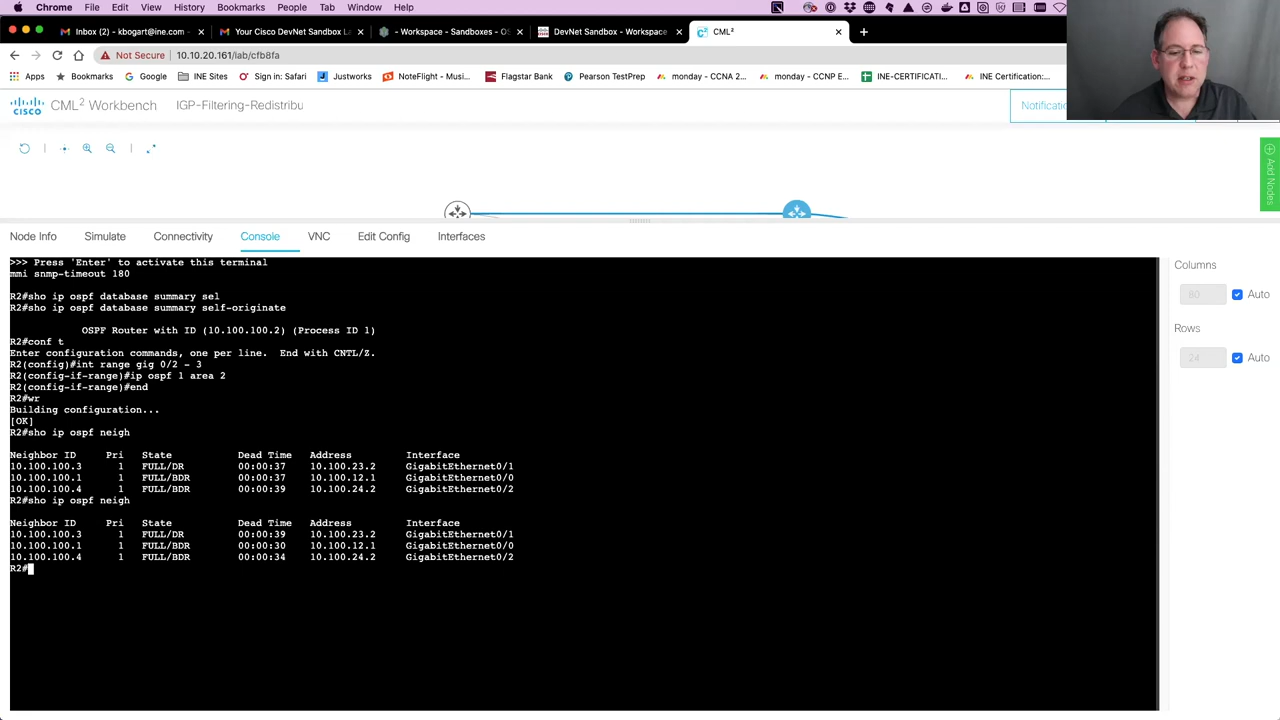 Chrome File Edit View History Bookmarks People Tab Window Help
Inbox (2) - kbogart@ine.com - Your Cisco DevNet Sandbox La - Workspace - Sandboxes - OS DevNet Sandbox - Workspace CML²
Not Secure 10.10.20.161/lab/cfb8fa
Apps Bookmarks Google INE Sites Sign in: Safari Justworks NoteFlight - Musi... Flagstar Bank Pearson TestPrep monday - CCNA 2... monday - CCNP E... INE-CERTIFICATI... INE Certification:...
CISCO CML² Workbench IGP-Filtering-Redistribu Notificati
Add Nodes
Node Info Simulate Connectivity Console VNC Edit Config Interfaces
>>> Press 'Enter' to activate this terminal
mmi snmp-timeout 180
R2#sho ip ospf database summary sel
R2#sho ip ospf database summary self-originate
OSPF Router with ID (10.100.100.2) (Process ID 1)
R2#conf t
Enter configuration commands, one per line. End with CNTL/Z.
R2(config)#int range gig 0/2 - 3
R2(config-if-range)#ip ospf 1 area 2
R2(config-if-range)#end
R2#wr
Building configuration...
[OK]
R2#sho ip ospf neigh
Neighbor ID Pri State Dead Time Address Interface
10.100.100.3 1 FULL/DR 00:00:37 10.100.23.2 GigabitEthernet0/1
10.100.100.1 1 FULL/BDR 00:00:37 10.100.12.1 GigabitEthernet0/0
10.100.100.4 1 FULL/BDR 00:00:39 10.100.24.2 GigabitEthernet0/2
R2#sho ip ospf neigh
Neighbor ID Pri State Dead Time Address Interface
10.100.100.3 1 FULL/DR 00:00:39 10.100.23.2 GigabitEthernet0/1
10.100.100.1 1 FULL/BDR 00:00:30 10.100.12.1 GigabitEthernet0/0
10.100.100.4 1 FULL/BDR 00:00:34 10.100.24.2 GigabitEthernet0/2
R2#
Columns
80 Auto
Rows
24 Auto